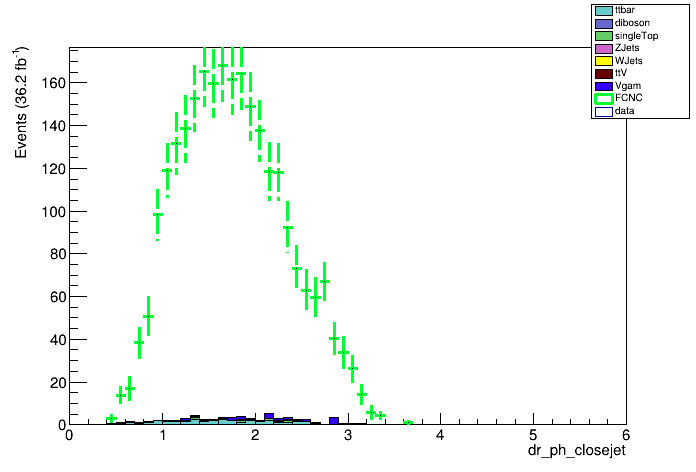 ttbar
diboson
singleTop
ZJets
WJets
ttV
Vgam
FCNC
data
Events (36.2 fb⁻¹)
160
140
120
100
80
60
40
20
0
0 1 2 3 4 5 6
dr_ph_closejet